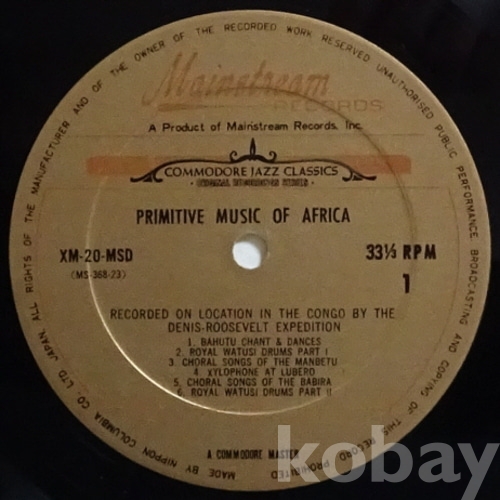 ALL RIGHTS OF THE MANUFACTURER AND OF THE OWNER OF THE RECORDED WORK RESERVED UNAUTHORISED PUBLIC PERFORMANCE BROADCASTING AND COPYING OF THIS RECORD PROHIBITED
MADE BY NIPPON COLUMBIA CO. LTD. JAPAN.
Mainstream
RECORDS
A Product of Mainstream Records, Inc.
COMMODORE JAZZ CLASSICS
ORIGINAL RECORDING SERIES
PRIMITIVE MUSIC OF AFRICA
XM-20-MSD
33⅓ RPM
(MS-368-23)
1
RECORDED ON LOCATION IN THE CONGO BY THE
DENIS-ROOSEVELT EXPEDITION
1. BAHUTU CHANT & DANCES
2. ROYAL WATUSI DRUMS PART I
3. CHORAL SONGS OF THE MANBETU
4. XYLOPHONE AT LUBERO
5. CHORAL SONGS OF THE BABIRA
6. ROYAL WATUSI DRUMS PART II
A COMMODORE MASTER
kobay